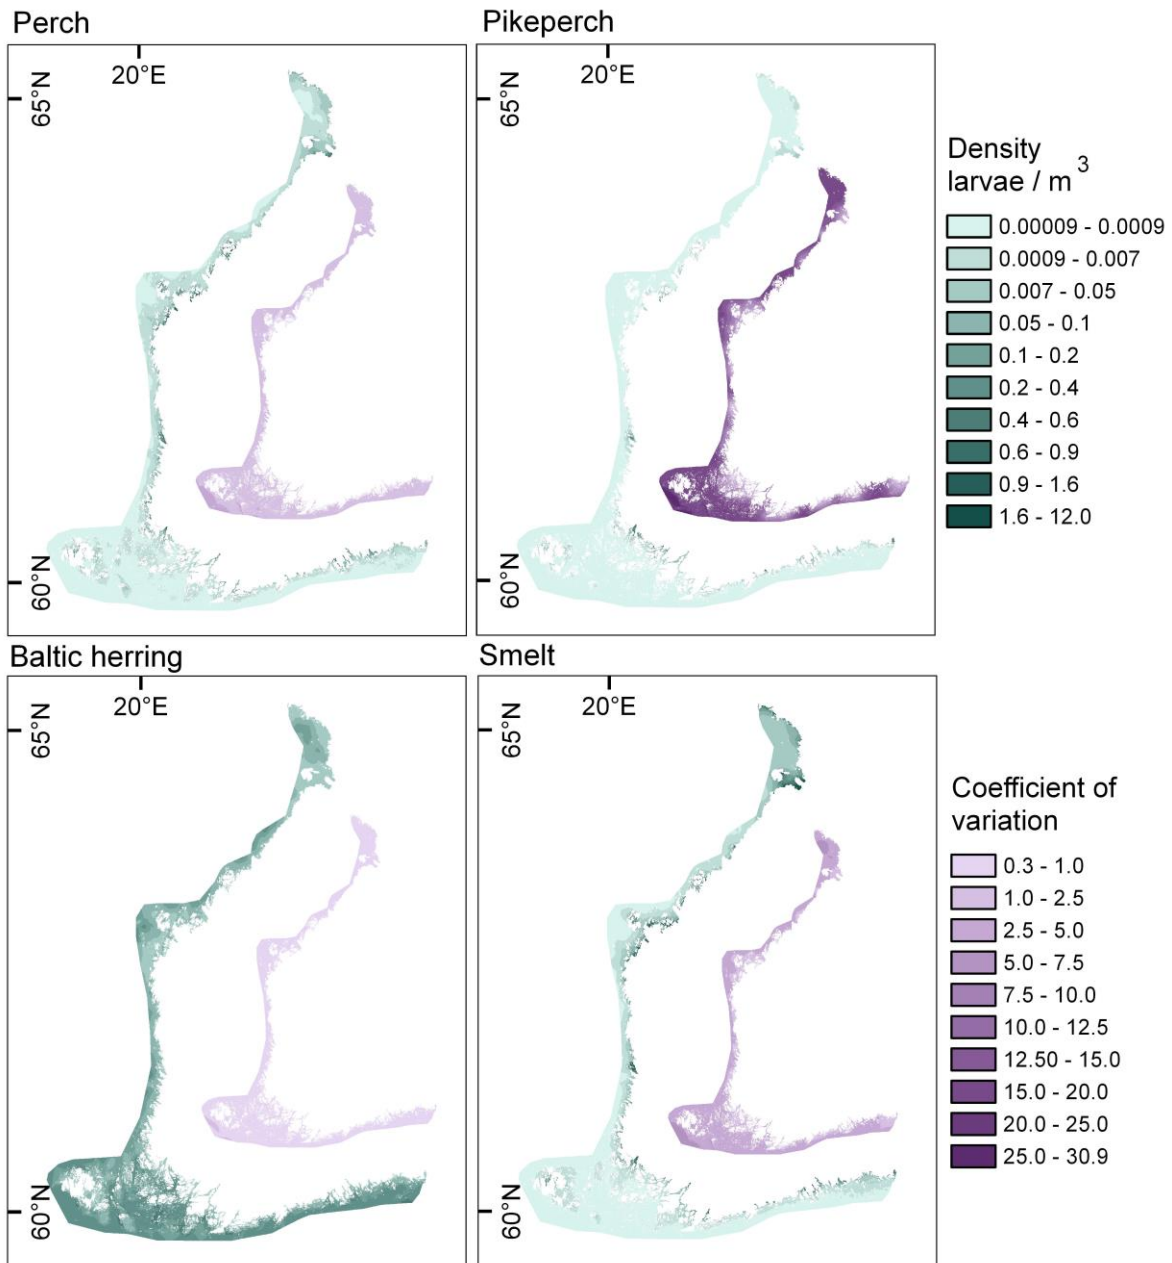 Perch
Pikeperch
20°E
20°E
65°N
65°N
60°N
60°N
Density
larvae / m³
0.00009 - 0.0009
0.0009 - 0.007
0.007 - 0.05
0.05 - 0.1
0.1 - 0.2
0.2 - 0.4
0.4 - 0.6
0.6 - 0.9
0.9 - 1.6
1.6 - 12.0
Baltic herring
Smelt
20°E
20°E
65°N
65°N
60°N
60°N
Coefficient of
variation
0.3 - 1.0
1.0 - 2.5
2.5 - 5.0
5.0 - 7.5
7.5 - 10.0
10.0 - 12.5
12.50 - 15.0
15.0 - 20.0
20.0 - 25.0
25.0 - 30.9